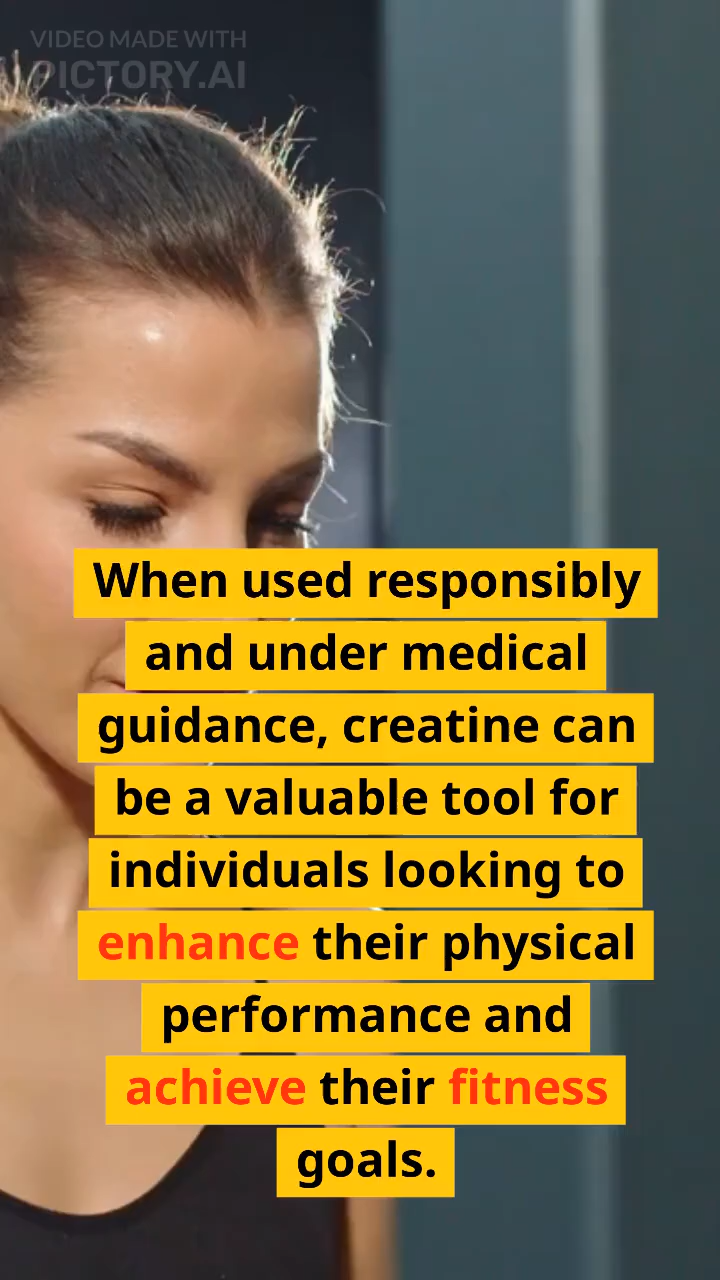 VIDEO MADE WITH
PICTORY.AI
When used responsibly
and under medical
guidance, creatine can
be a valuable tool for
individuals looking to
enhance their physical
performance and
achieve their fitness
goals.